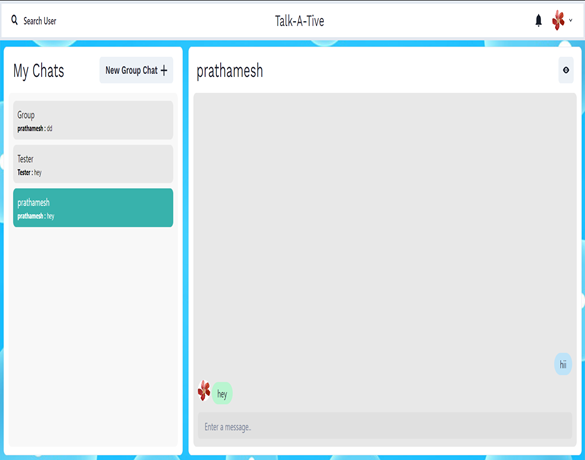 Search User
Talk-A-Tive
My Chats
New Group Chat +
Group
prathamesh : dd
Tester
Tester : hey
prathamesh
prathamesh : hey
prathamesh
hii
hey
Enter a message..